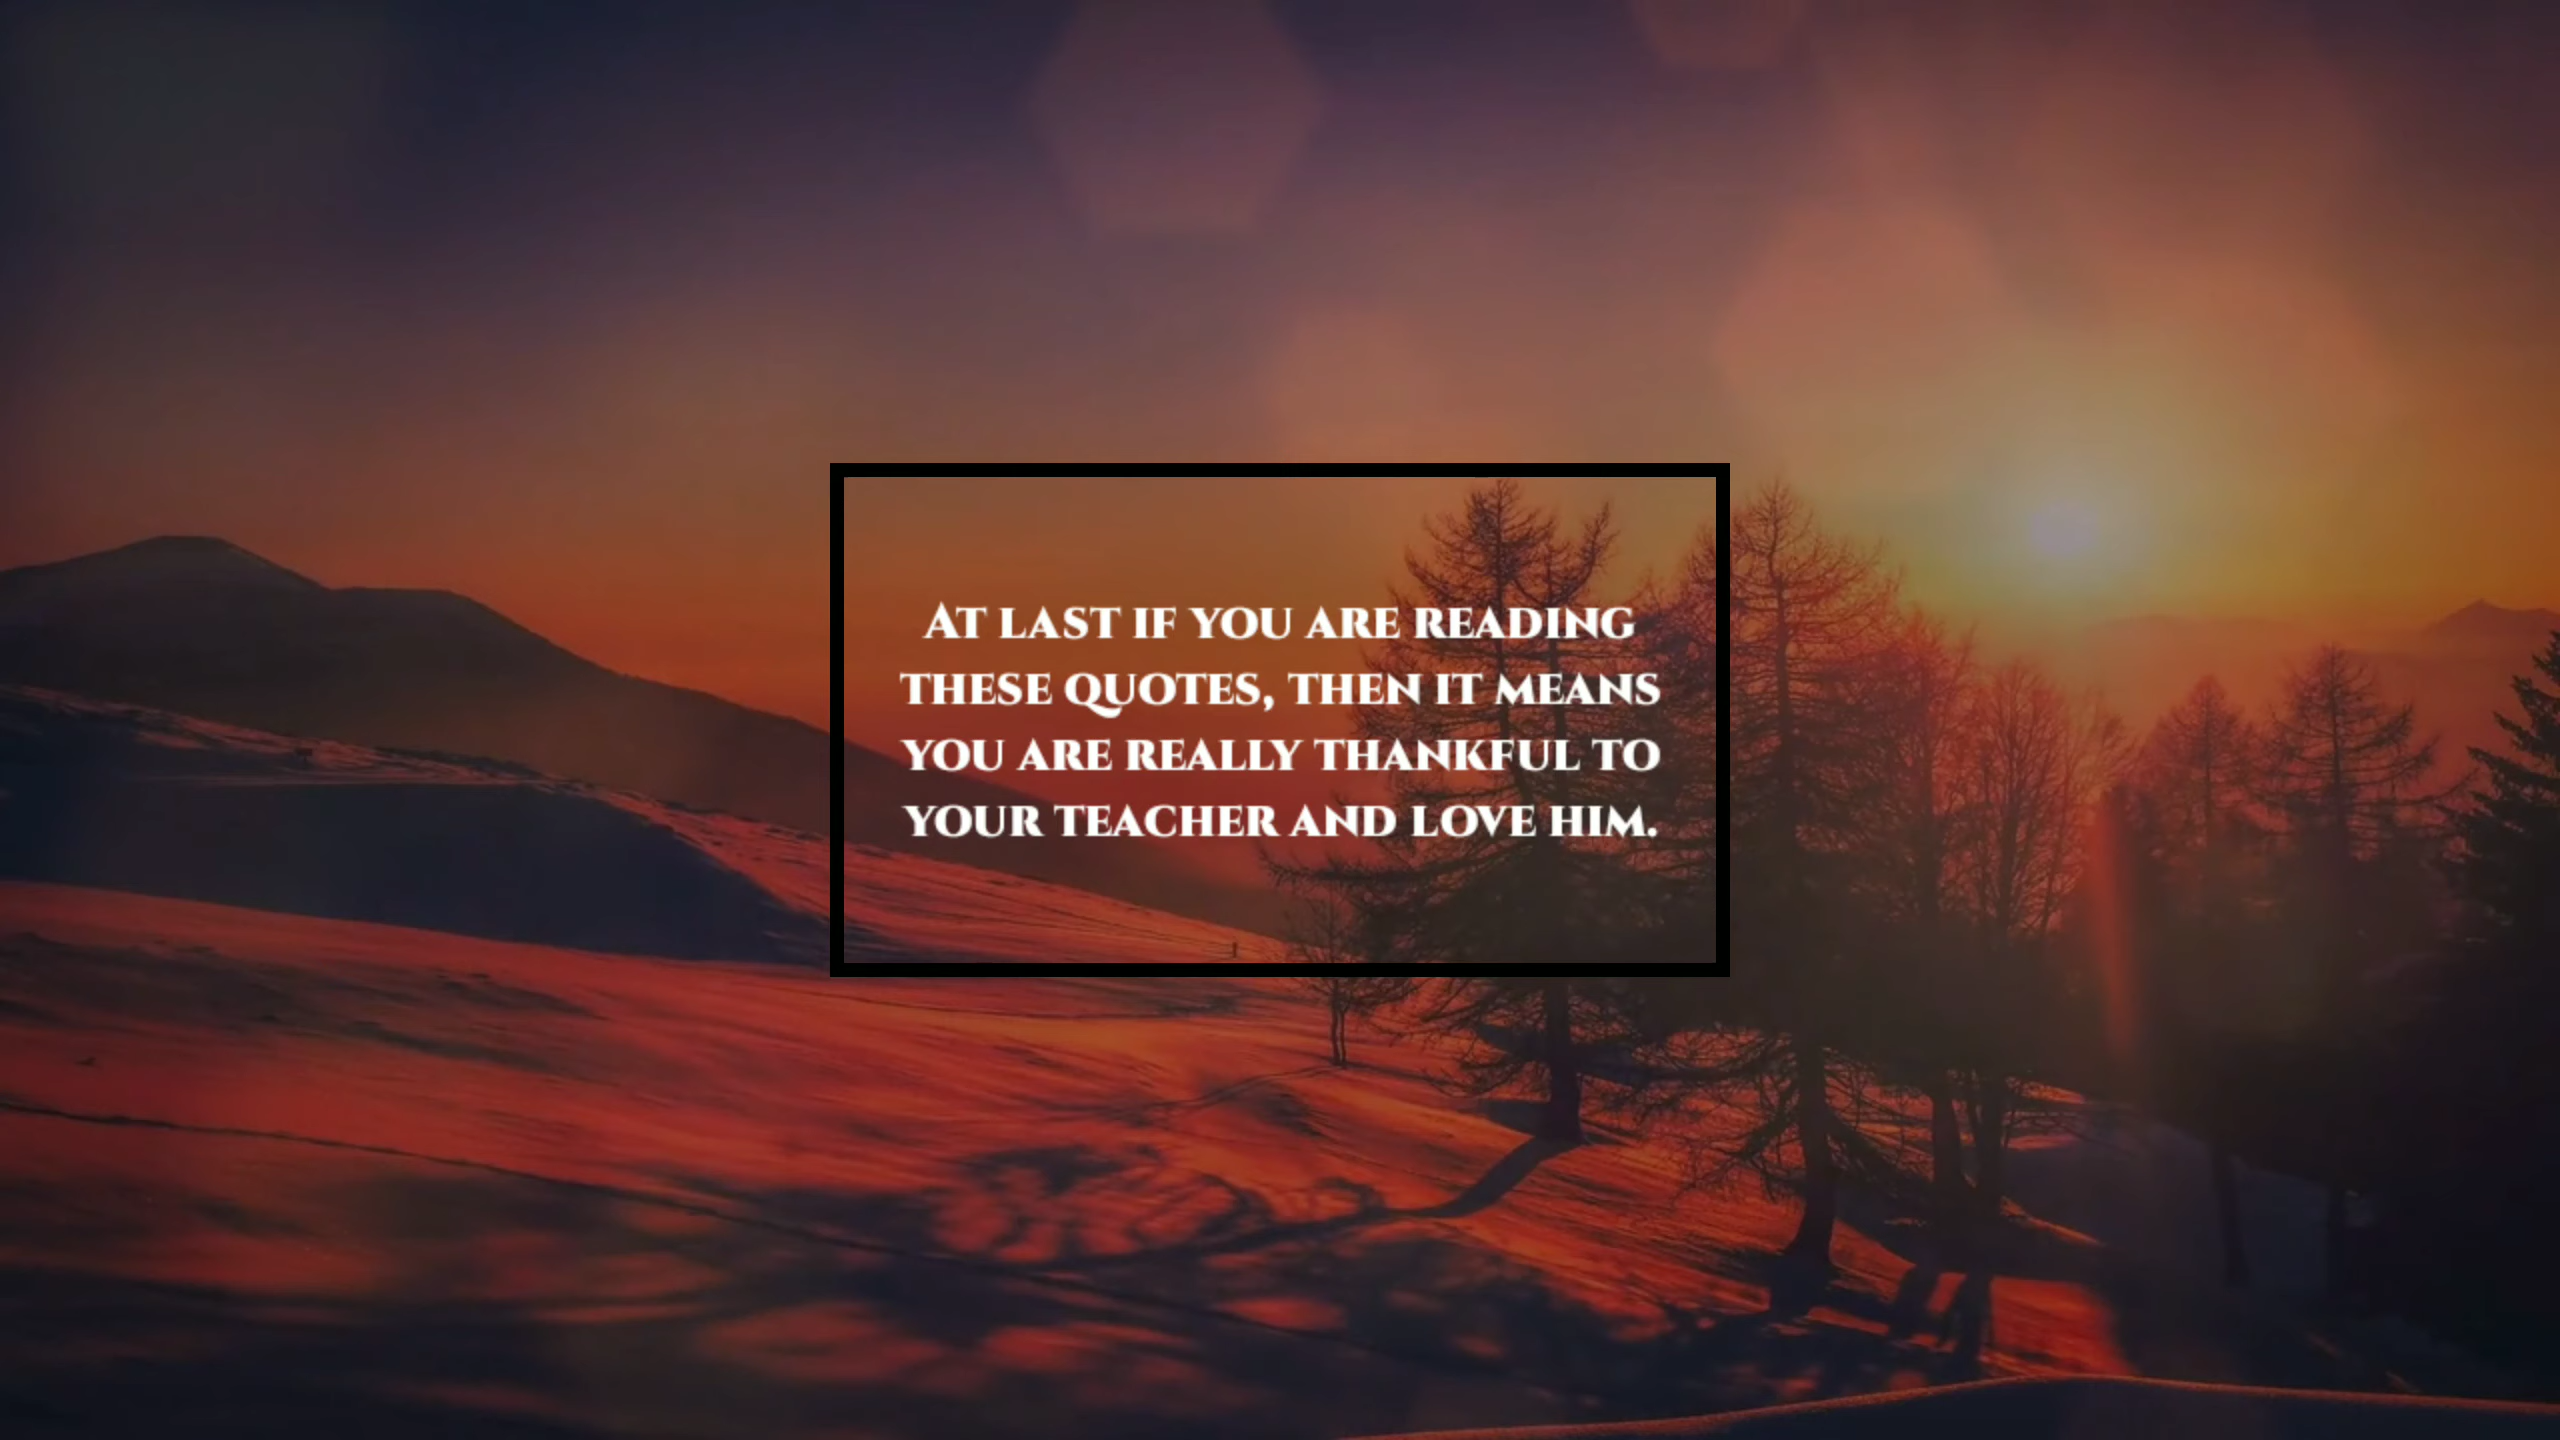 At last if you are reading
these quotes, then it means
you are really thankful to
your teacher and love him.